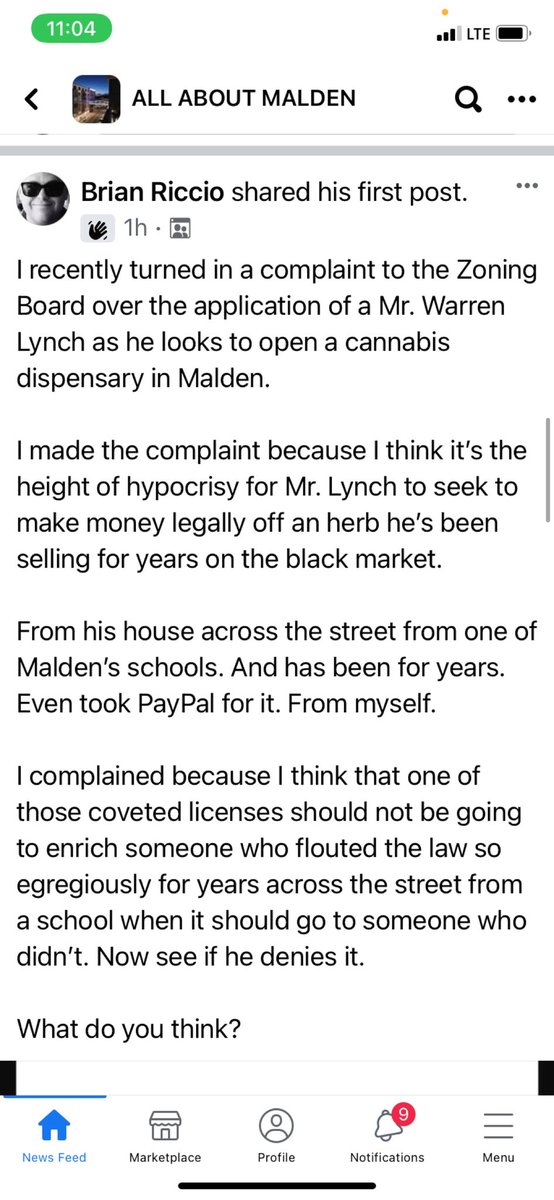 11:04
LTE
ALL ABOUT MALDEN
Brian Riccio shared his first post.
1h
I recently turned in a complaint to the Zoning
Board over the application of a Mr. Warren
Lynch as he looks to open a cannabis
dispensary in Malden.
I made the complaint because I think it’s the
height of hypocrisy for Mr. Lynch to seek to
make money legally off an herb he’s been
selling for years on the black market.
From his house across the street from one of
Malden’s schools. And has been for years.
Even took PayPal for it. From myself.
I complained because I think that one of
those coveted licenses should not be going
to enrich someone who flouted the law so
egregiously for years across the street from
a school when it should go to someone who
didn’t. Now see if he denies it.
What do you think?
9
News Feed
Marketplace
Profile
Notifications
Menu